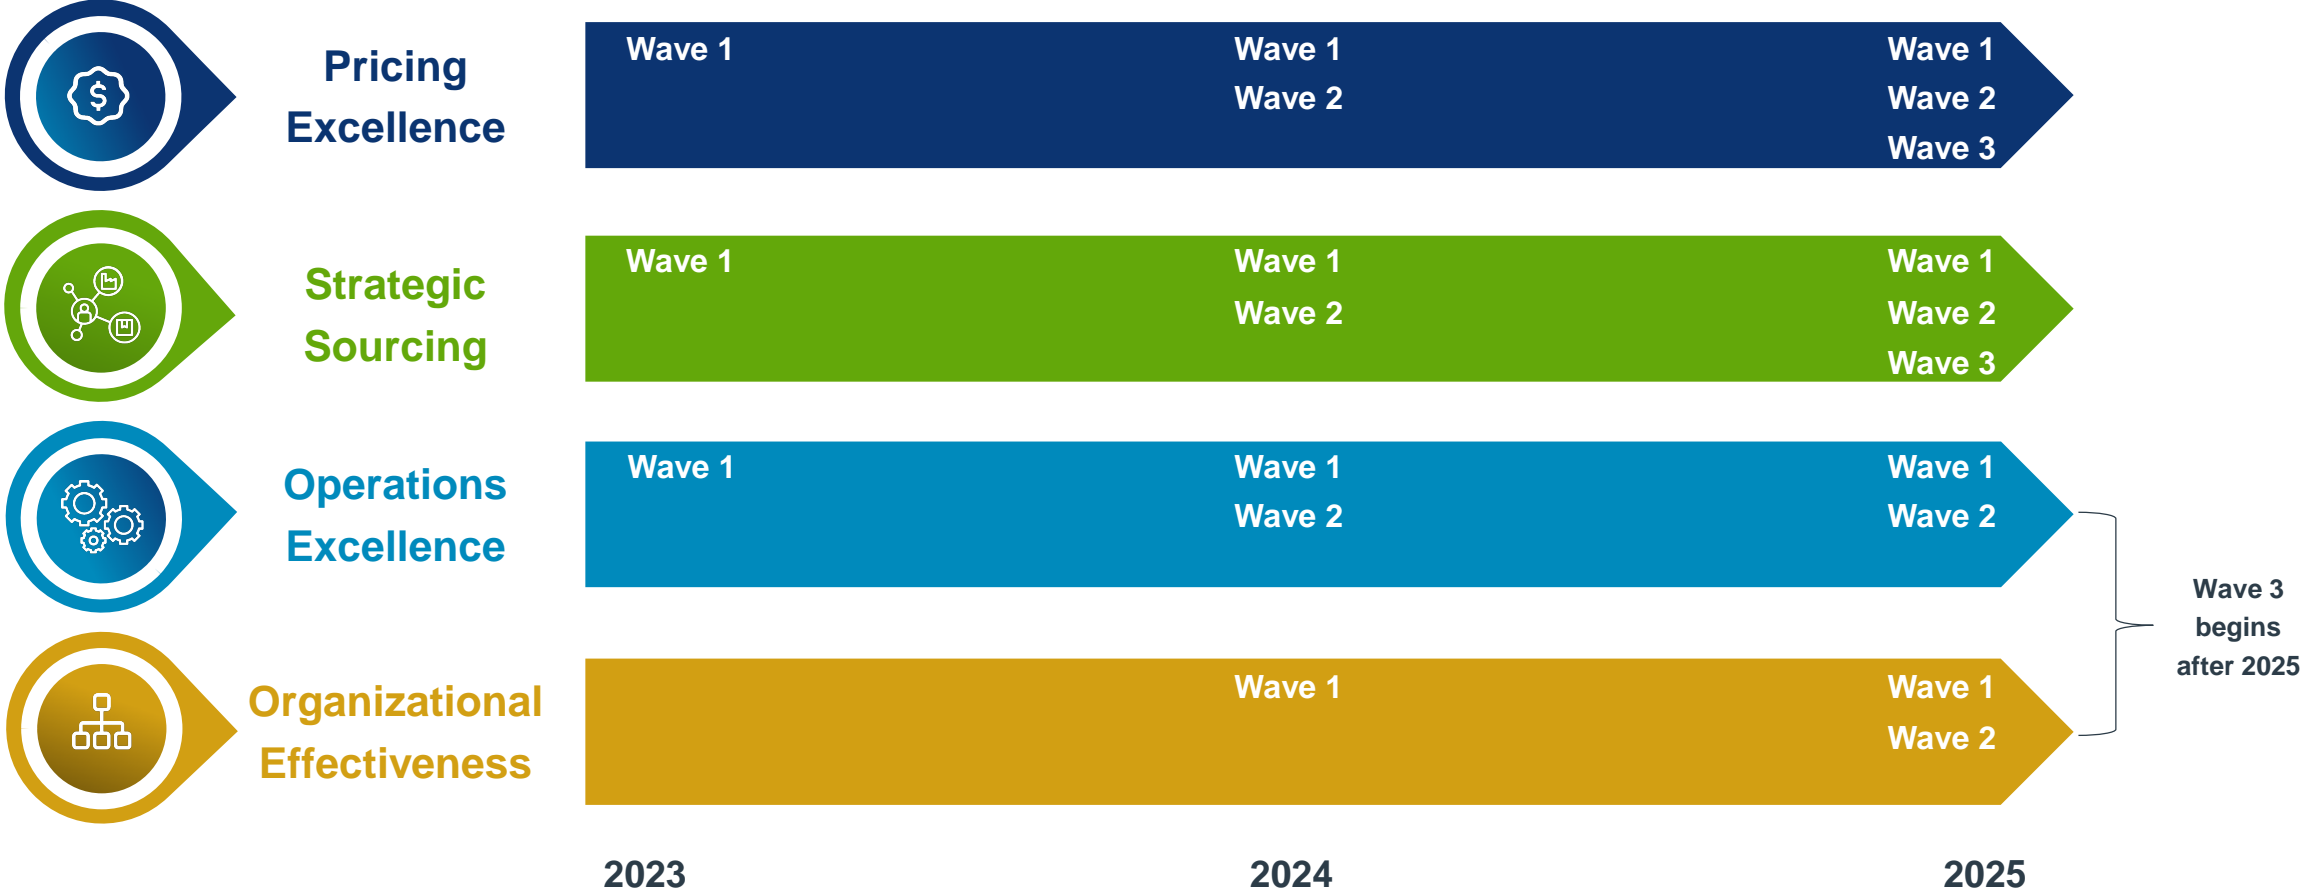 Pricing
Excellence
Wave 1
Wave 1
Wave 2
Wave 1
Wave 2
Wave 3
Strategic
Sourcing
Wave 1
Wave 1
Wave 2
Wave 1
Wave 2
Wave 3
Operations
Excellence
Wave 1
Wave 1
Wave 2
Wave 1
Wave 2
Organizational
Effectiveness
Wave 1
Wave 1
Wave 2
Wave 3
begins
after 2025
2023
2024
2025